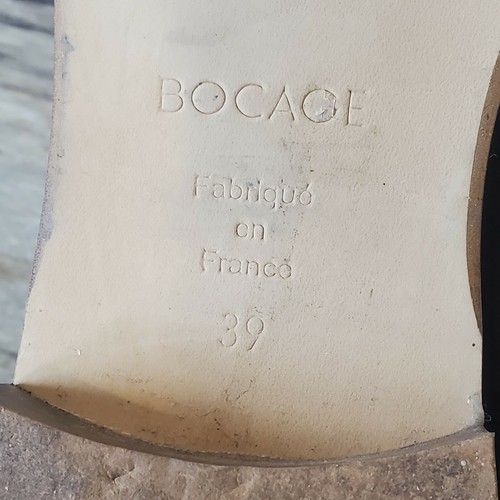 BOCAGE
Fabriqué
en
France
39